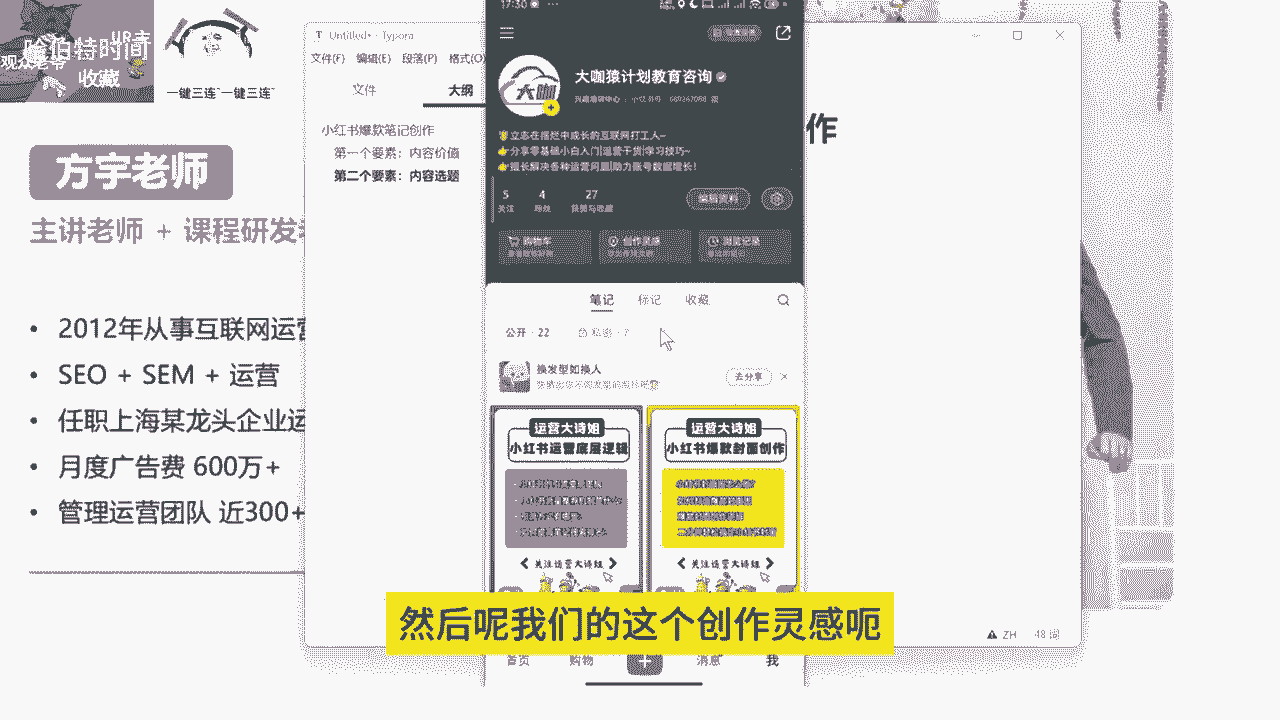 哈伯特时间
收藏
一键三连~一键三连~
方宇老师
主讲老师 + 课程研发
• 2012年从事互联网运营
• SEO + SEM + 运营
• 任职上海某龙头企业运
• 月度广告费 600万+
• 管理运营团队 近300+
Untitled• - Typora
文件(F) 编辑(E) 段落(P) 格式(O)
文件 大纲
小红书爆款笔记创作
第一个要素：内容价值
第二个要素：内容选题
作
17:30
大咖猿计划教育咨询
大咖
立志在摆烂中成长的互联网打工人~
分享零基础小白入门|运营干货|学习技巧~
擅长解决各种运营问题|助力账号数据增长!
5 4 27
关注 粉丝 获赞与收藏
编辑资料
购物车 创作灵感 浏览记录
笔记 标记 收藏
公开 · 22 私密 · 7
换发型如换人
去分享
运营大诗姐
小红书运营底层逻辑
关注运营大诗姐
运营大诗姐
小红书爆款封面创作
关注运营大诗姐
然后呢我们的这个创作灵感呃
首页 购物 消息 我
ZH 48 词